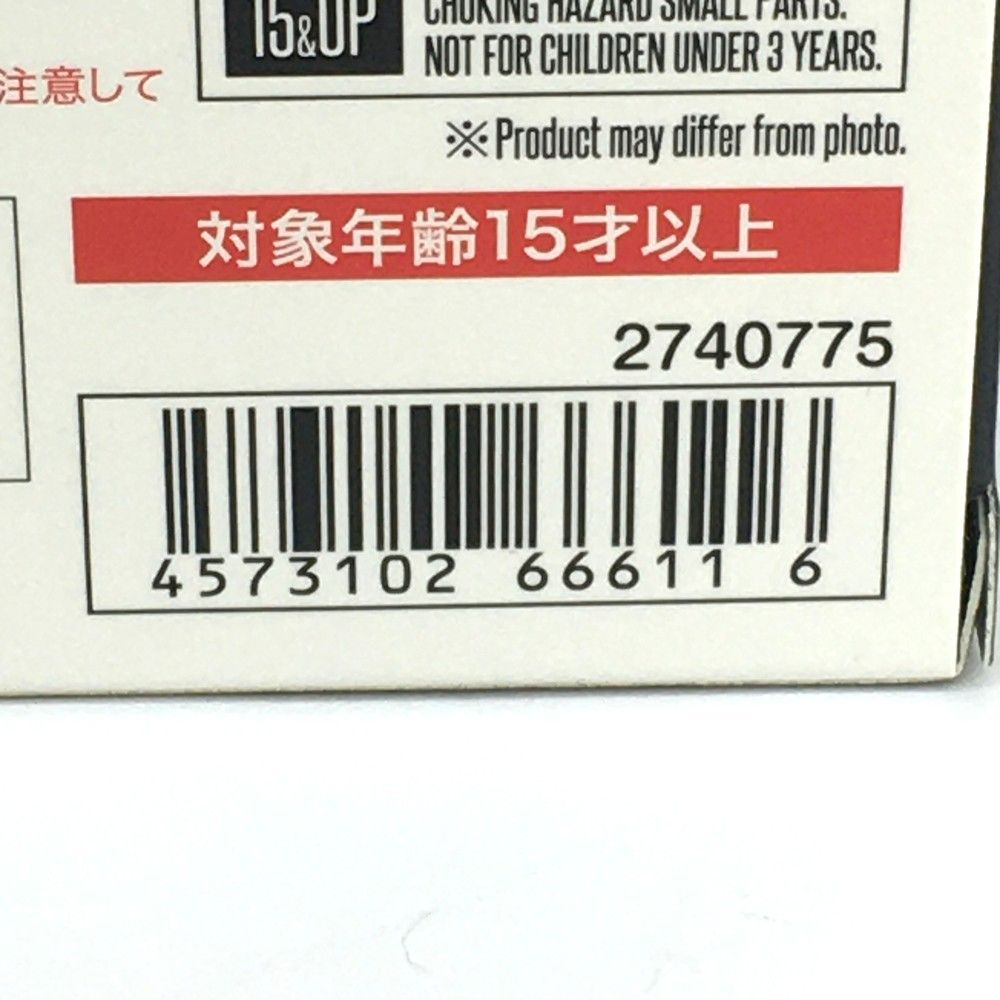 15&UP
CHOKING HAZARD SMALL PARTS.
NOT FOR CHILDREN UNDER 3 YEARS.
注意して
※Product may differ from photo.
対象年齢15才以上
2740775
4573102 66611 6